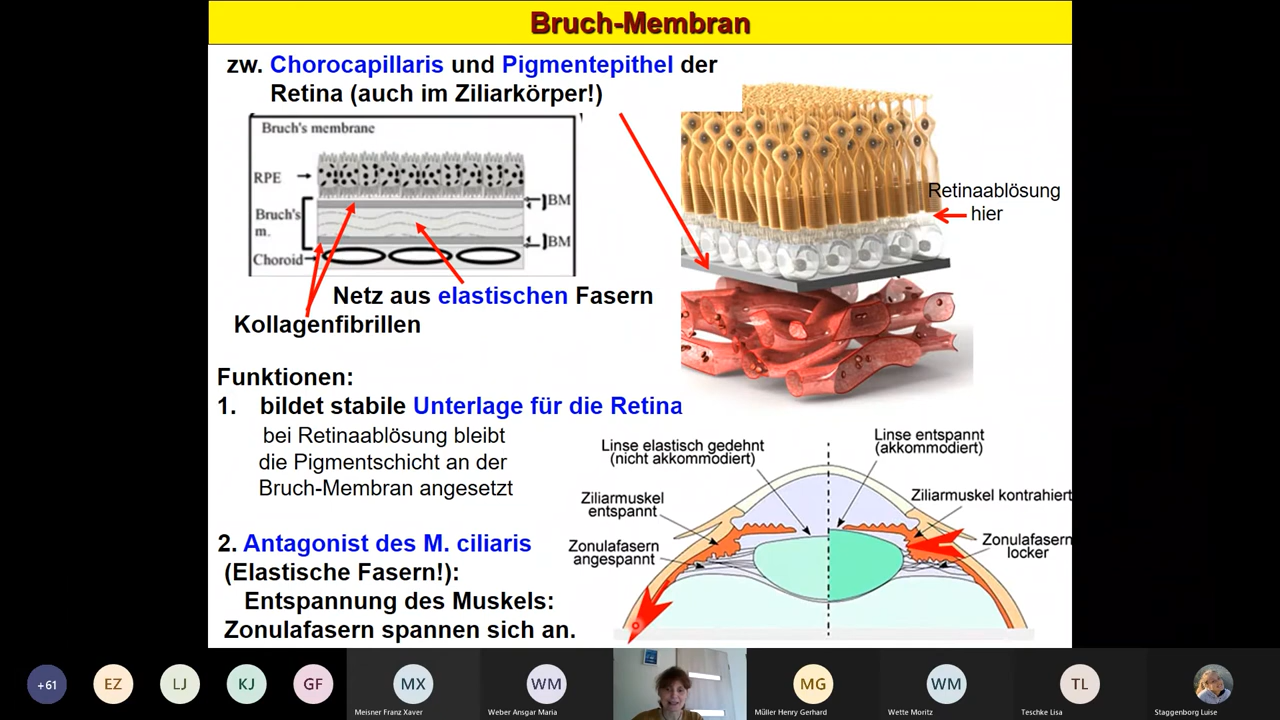 Bruch-Membran
zw. Chorocapillaris und Pigmentepithel der
Retina (auch im Ziliarkörper!)
Bruch's membrane
RPE
BM
Bruch's
m.
BM
Choroid
Retinaablösung
hier
Netz aus elastischen Fasern
Kollagenfibrillen
Funktionen:
1. bildet stabile Unterlage für die Retina
bei Retinaablösung bleibt
die Pigmentschicht an der
Bruch-Membran angesetzt
2. Antagonist des M. ciliaris
(Elastische Fasern!):
Entspannung des Muskels:
Zonulafasern spannen sich an.
Linse elastisch gedehnt
(nicht akkommodiert)
Linse entspannt
(akkommodiert)
Ziliarmuskel
entspannt
Ziliarmuskel kontrahiert
Zonulafasern
angespannt
Zonulafasern
locker
+61
EZ
LJ
KJ
GF
MX
Meisner Franz Xaver
WM
Weber Ansgar Maria
MG
Müller Henry Gerhard
WM
Wette Moritz
TL
Teschke Lisa
Staggenborg Luise